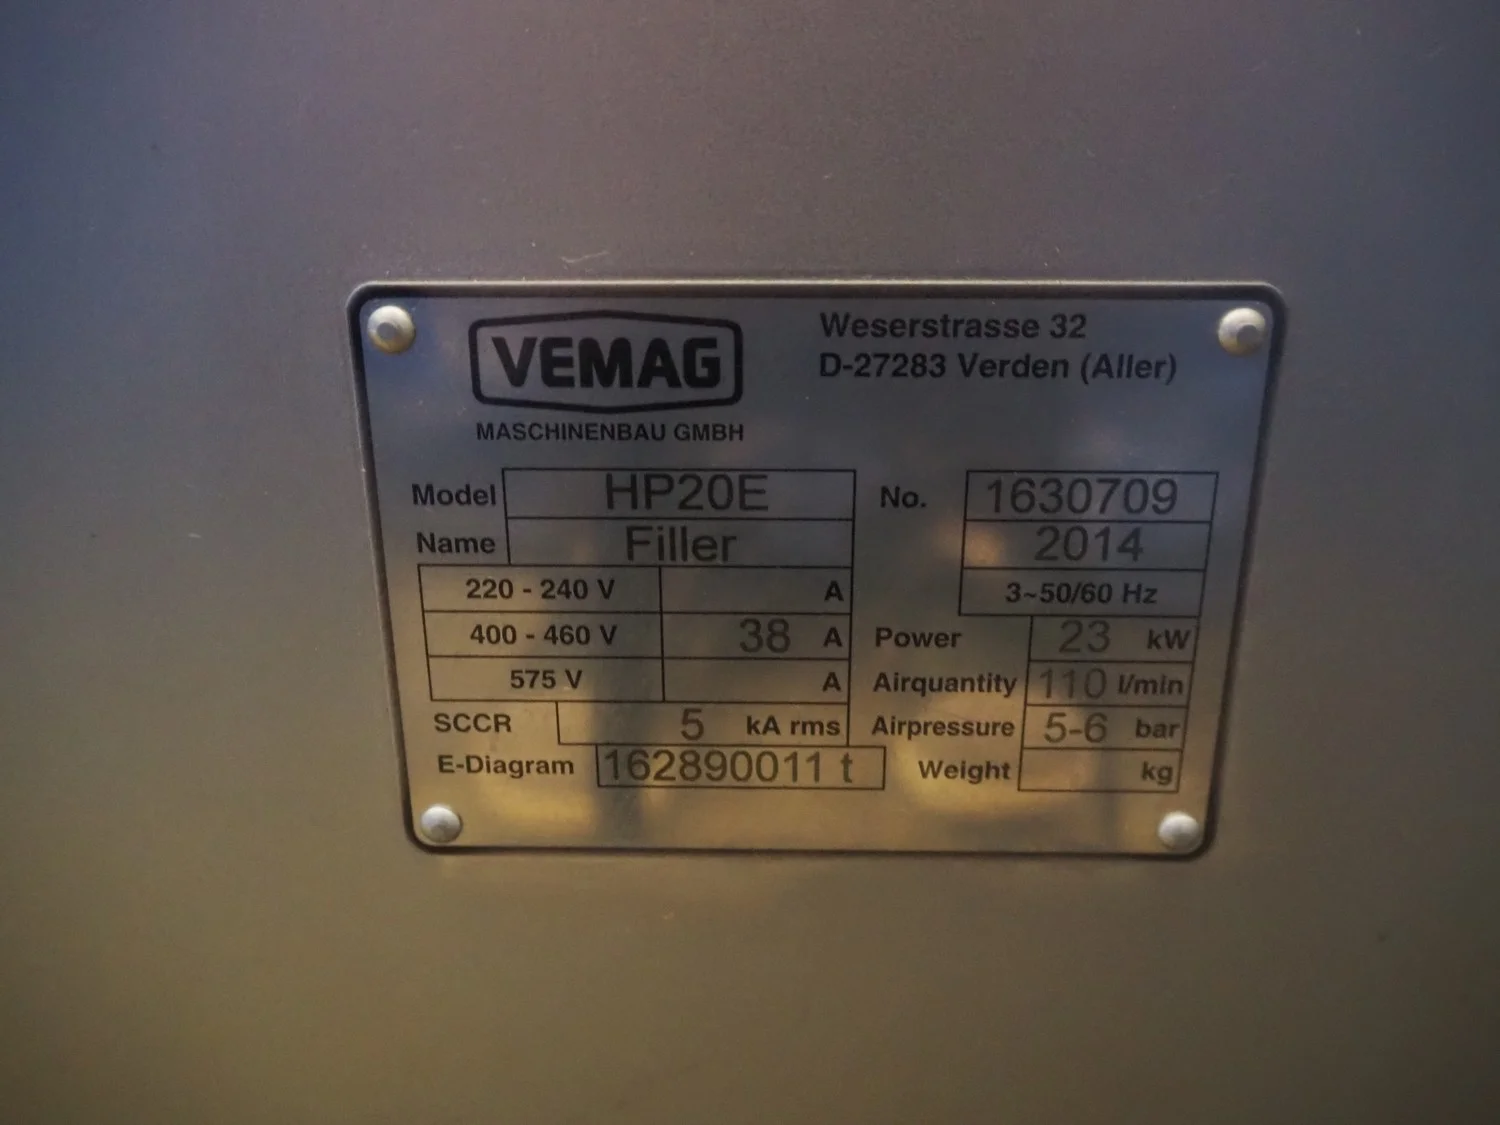 VEMAG
MASCHINENBAU GMBH
Weserstrasse 32
D-27283 Verden (Aller)
Model HP20E No. 1630709
Name Filler 2014
220 - 240 V A 3~50/60 Hz
400 - 460 V 38 A Power 23 kW
575 V A Airquantity 110 l/min
SCCR 5 kA rms Airpressure 5-6 bar
E-Diagram 162890011 t Weight kg